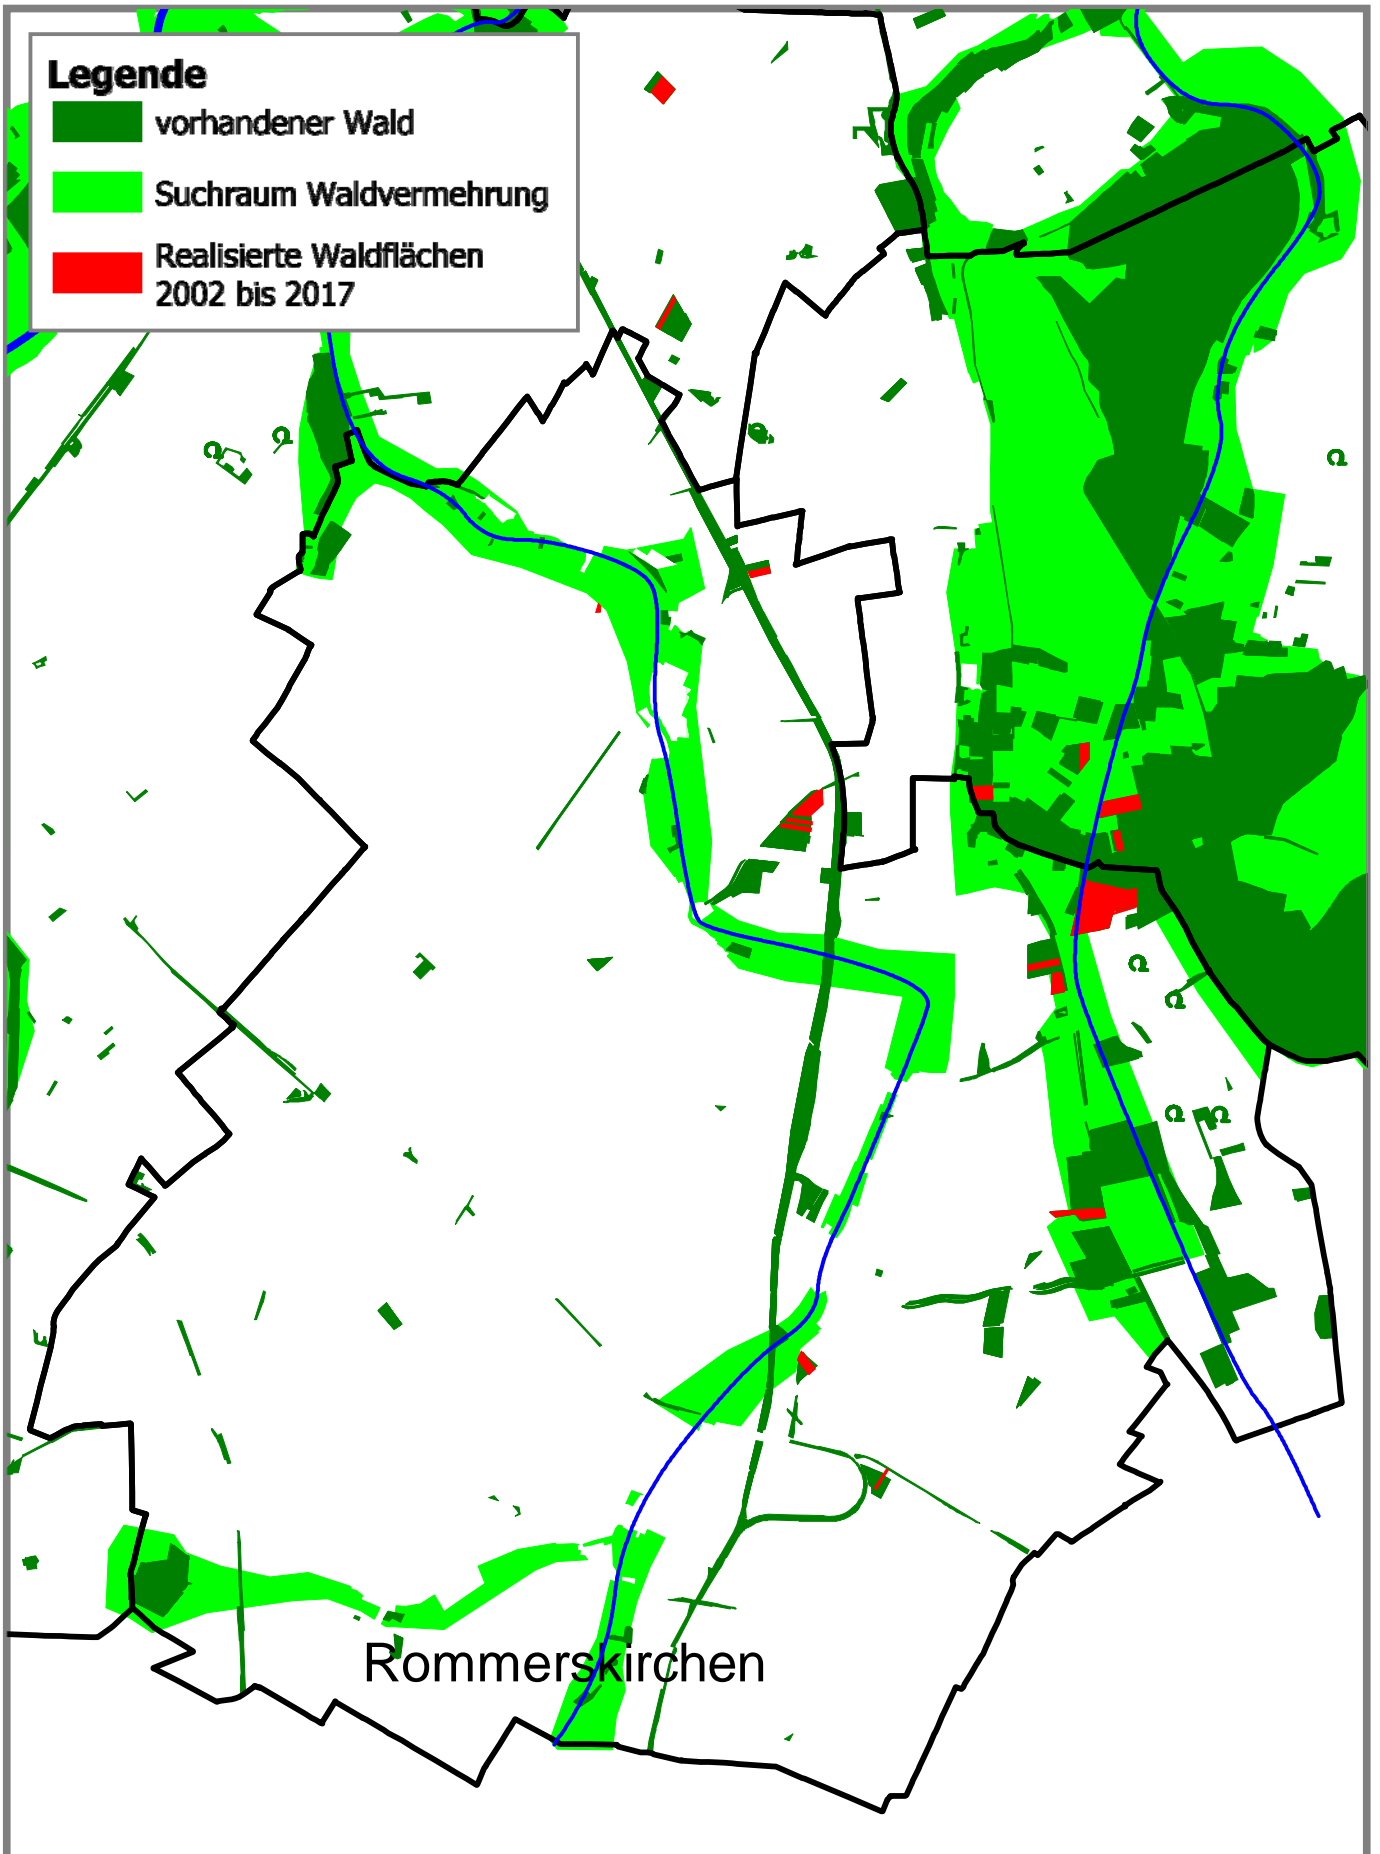 Legende
vorhandener Wald
Suchraum Waldvermehrung
Realisierte Waldflächen
2002 bis 2017
Rommerskirchen